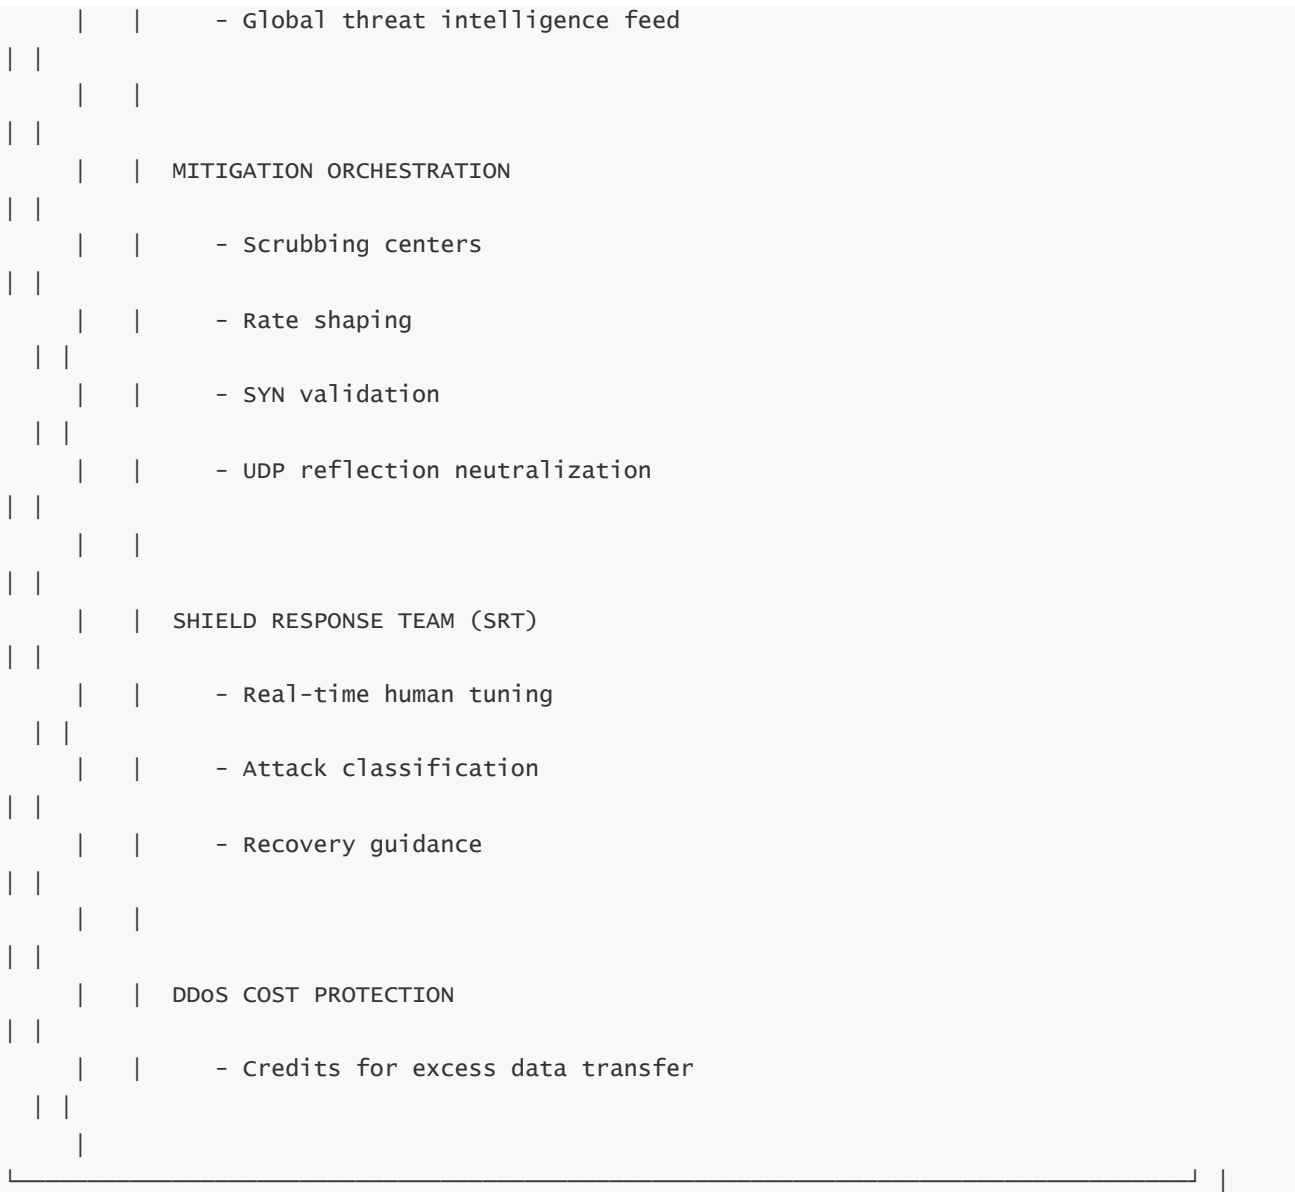 |   |     - Global threat intelligence feed
| |
     |   |
| |
     |   |  MITIGATION ORCHESTRATION
| |
     |   |     - Scrubbing centers
| |
     |   |     - Rate shaping
  | |
     |   |     - SYN validation
  | |
     |   |     - UDP reflection neutralization
| |
     |   |
| |
     |   |  SHIELD RESPONSE TEAM (SRT)
| |
     |   |     - Real-time human tuning
  | |
     |   |     - Attack classification
| |
     |   |     - Recovery guidance
| |
     |   |
| |
     |   |  DDoS COST PROTECTION
| |
     |   |     - Credits for excess data transfer
  | |
     |
└───────────────────────────────────────────────────────────────────────────────────┘ |